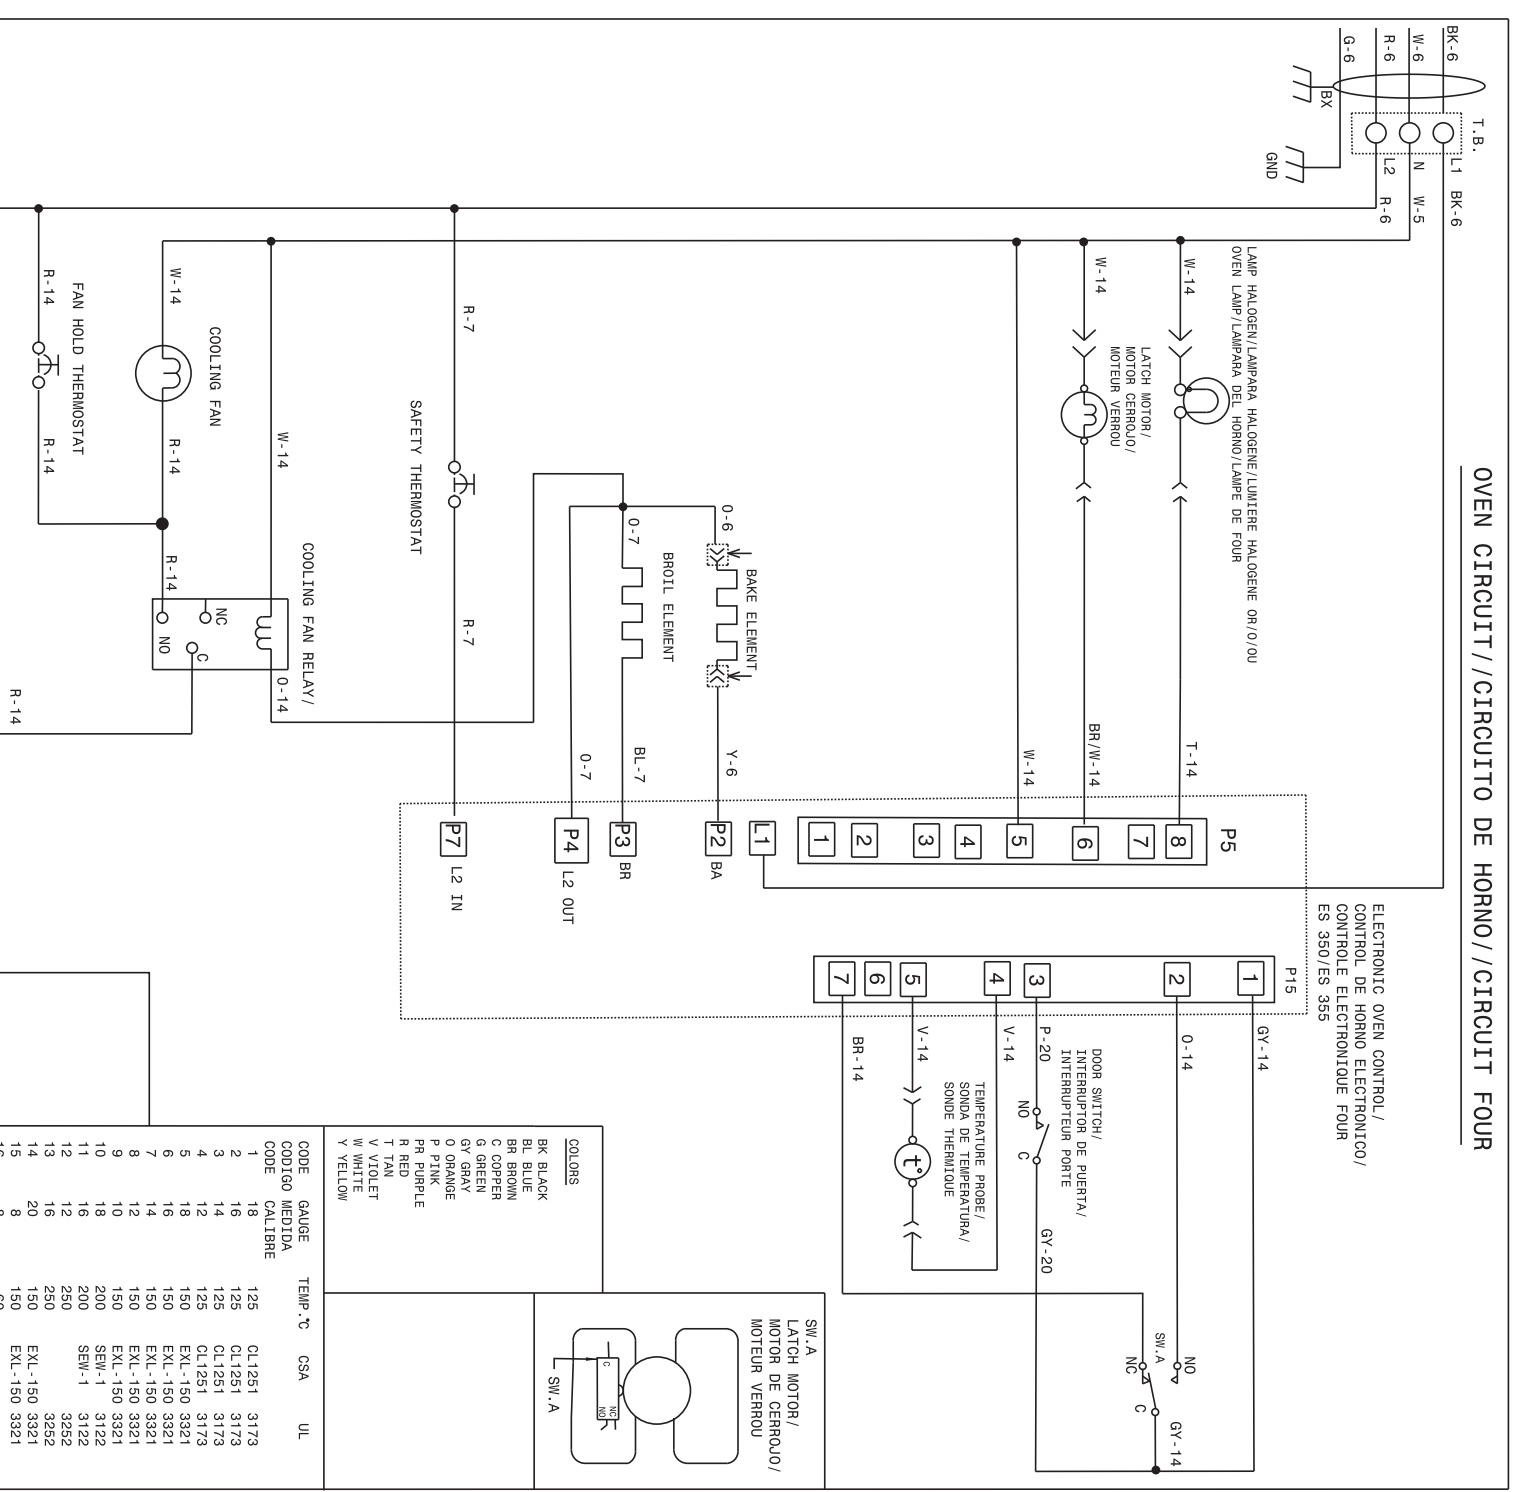 OVEN CIRCUIT//CIRCUITO DE HORNO//CIRCUIT FOUR
BK-6
W-6
R-6
G-6
BX
T.B.
GND
L1
N
L2
BK-6
W-5
R-6
LAMP HALOGEN/LAMPARA HALOGENE/LUMIERE HALOGENE OR/O/OU
OVEN LAMP/LAMPARA DEL HORNO/LAMPE DE FOUR
W-14
T-14
W-14
LATCH MOTOR/
MOTOR CERROJO/
MOTEUR VERROU
BR/W-14
W-14
O-6
BAKE ELEMENT
Y-6
O-7
BROIL ELEMENT
BL-7
O-7
R-7
SAFETY THERMOSTAT
R-7
W-14
COOLING FAN RELAY/
O-14
NC
C
NO
COOLING FAN
W-14
R-14
R-14
FAN HOLD THERMOSTAT
R-14
R-14
R-14
P5
8
7
6
5
4
3
2
1
L1
P2
BA
P3
BR
P4
L2 OUT
P7
L2 IN
ELECTRONIC OVEN CONTROL/
CONTROL DE HORNO ELECTRONICO/
CONTROLE ELECTRONIQUE FOUR
ES 350/ES 355
P15
1
2
3
4
5
6
7
GY-14
O-14
P-20
V-14
V-14
BR-14
DOOR SWITCH/
INTERRUPTOR DE PUERTA/
INTERRUPTEUR PORTE
NO
C
GY-20
TEMPERATURE PROBE/
SONDA DE TEMPERATURA/
SONDE THERMIQUE
t°
SW.A
NO
NC
C
GY-14
SW.A
LATCH MOTOR/
MOTOR DE CERROJO/
MOTEUR VERROU
C
NC
NO
SW.A
COLORS
BK BLACK
BL BLUE
BR BROWN
C COPPER
G GREEN
GY GRAY
O ORANGE
P PINK
PR PURPLE
R RED
T TAN
V VIOLET
W WHITE
Y YELLOW
CODE GAUGE TEMP.°C CSA UL
CODIGO MEDIDA
CODE CALIBRE
1 18 125 CL1251 3173
2 16 125 CL1251 3173
3 14 125 CL1251 3173
4 12 125 CL1251 3173
5 18 150 EXL-150 3321
6 16 150 EXL-150 3321
7 14 150 EXL-150 3321
8 12 150 EXL-150 3321
9 10 150 EXL-150 3321
10 18 200 SEW-1 3122
11 16 200 SEW-1 3122
12 12 250 3252
13 16 250 3252
14 20 150 EXL-150 3321
15 8 150 EXL-150 3321